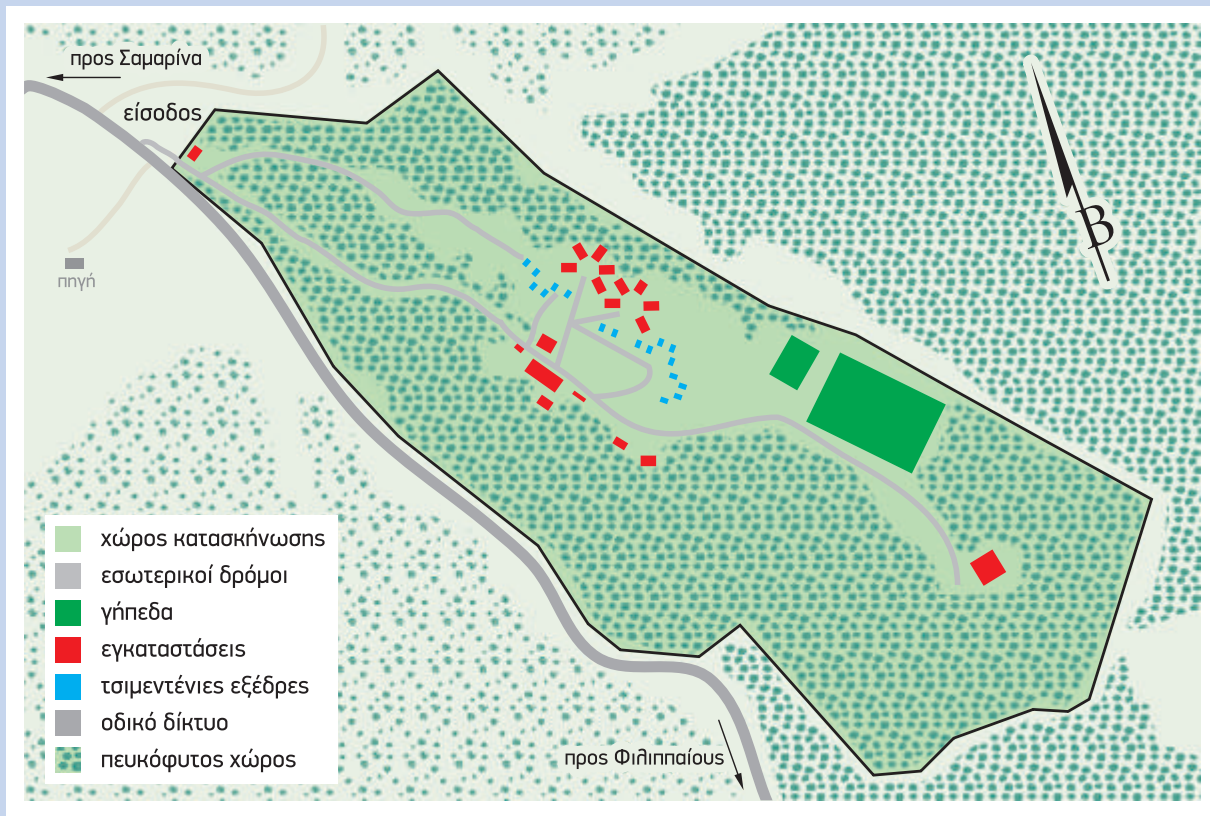 προς Σαμαρίνα
είσοδος
Β
πηγή
χώρος κατασκήνωσης
εσωτερικοί δρόμοι
γήπεδα
εγκαταστάσεις
τσιμεντένιες εξέδρες
οδικό δίκτυο
πευκόφυτος χώρος
προς Φιλιππαίους